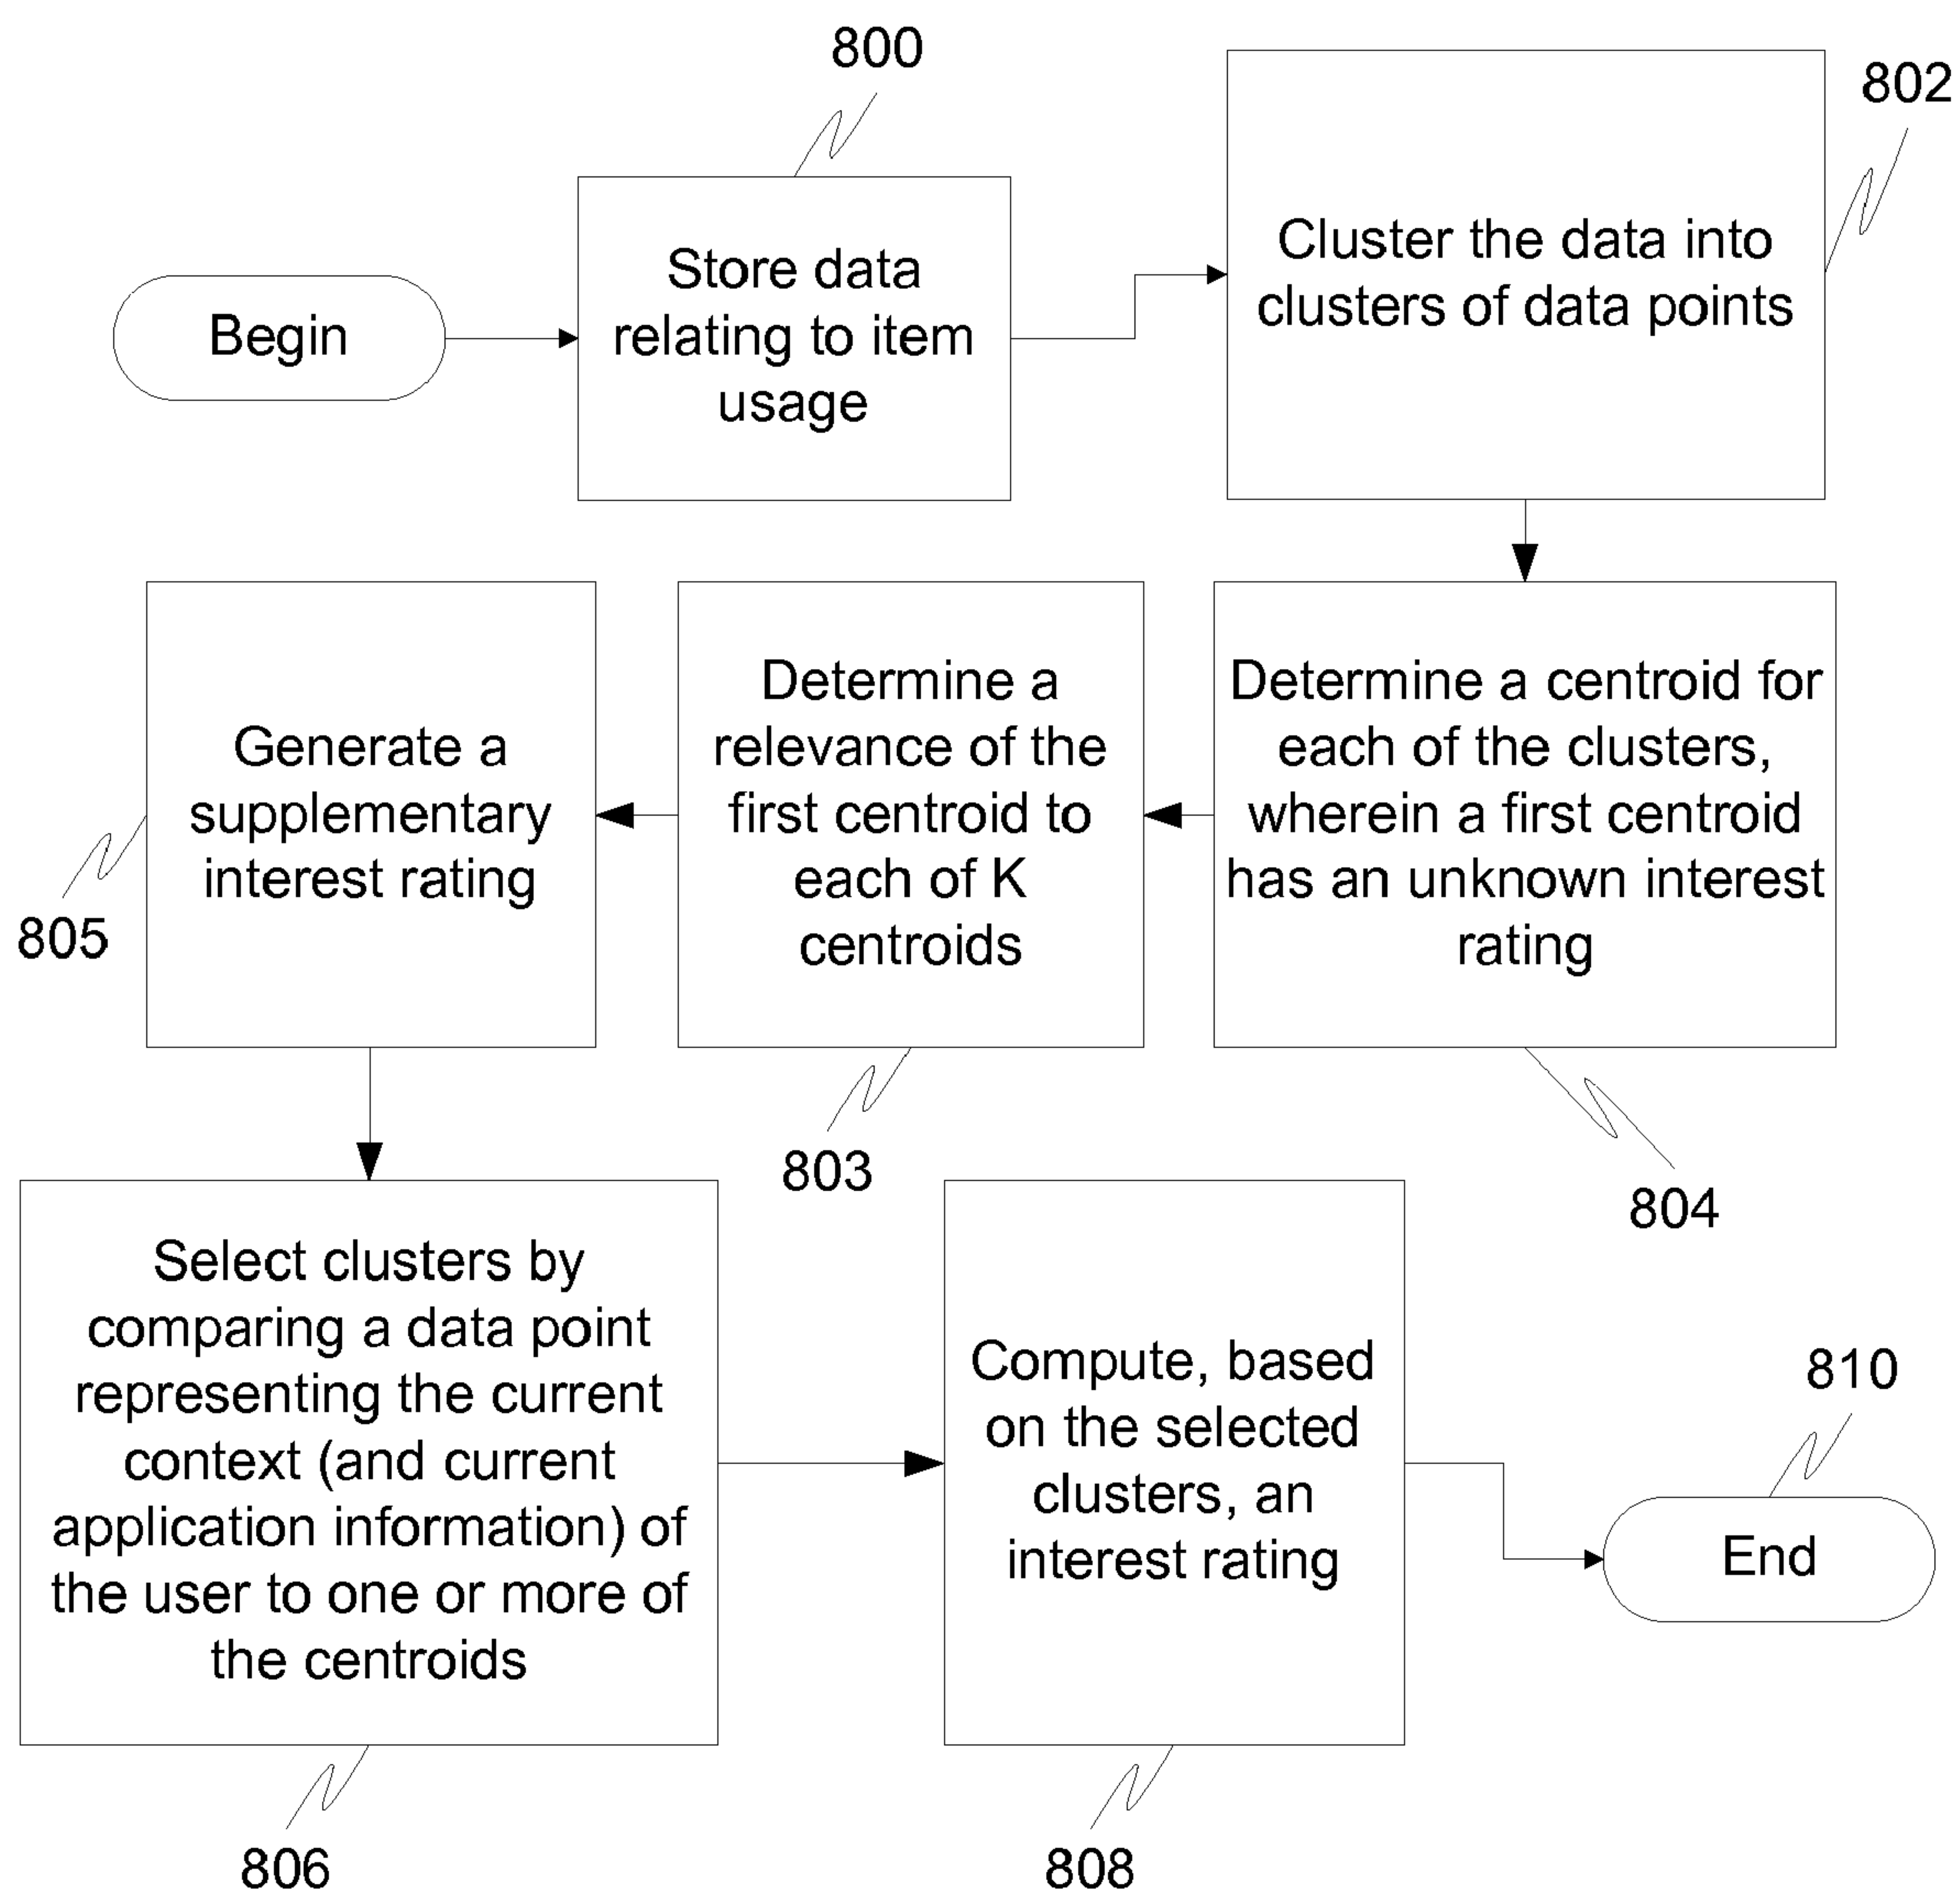 800
802
Begin
Store data
relating to item
usage
Cluster the data into
clusters of data points
Determine a centroid for
each of the clusters,
wherein a first centroid
has an unknown interest
rating
804
Determine a
relevance of the
first centroid to
each of K
centroids
803
Generate a
supplementary
interest rating
805
Select clusters by
comparing a data point
representing the current
context (and current
application information) of
the user to one or more of
the centroids
806
Compute, based
on the selected
clusters, an
interest rating
808
810
End